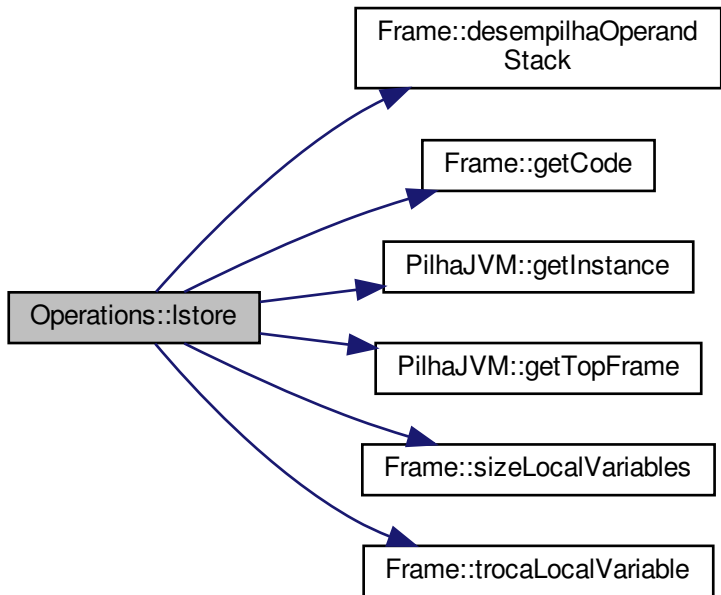 Frame::desempilhaOperand
Stack
Frame::getCode
PilhaJVM::getInstance
Operations::lstore
PilhaJVM::getTopFrame
Frame::sizeLocalVariables
Frame::trocaLocalVariable